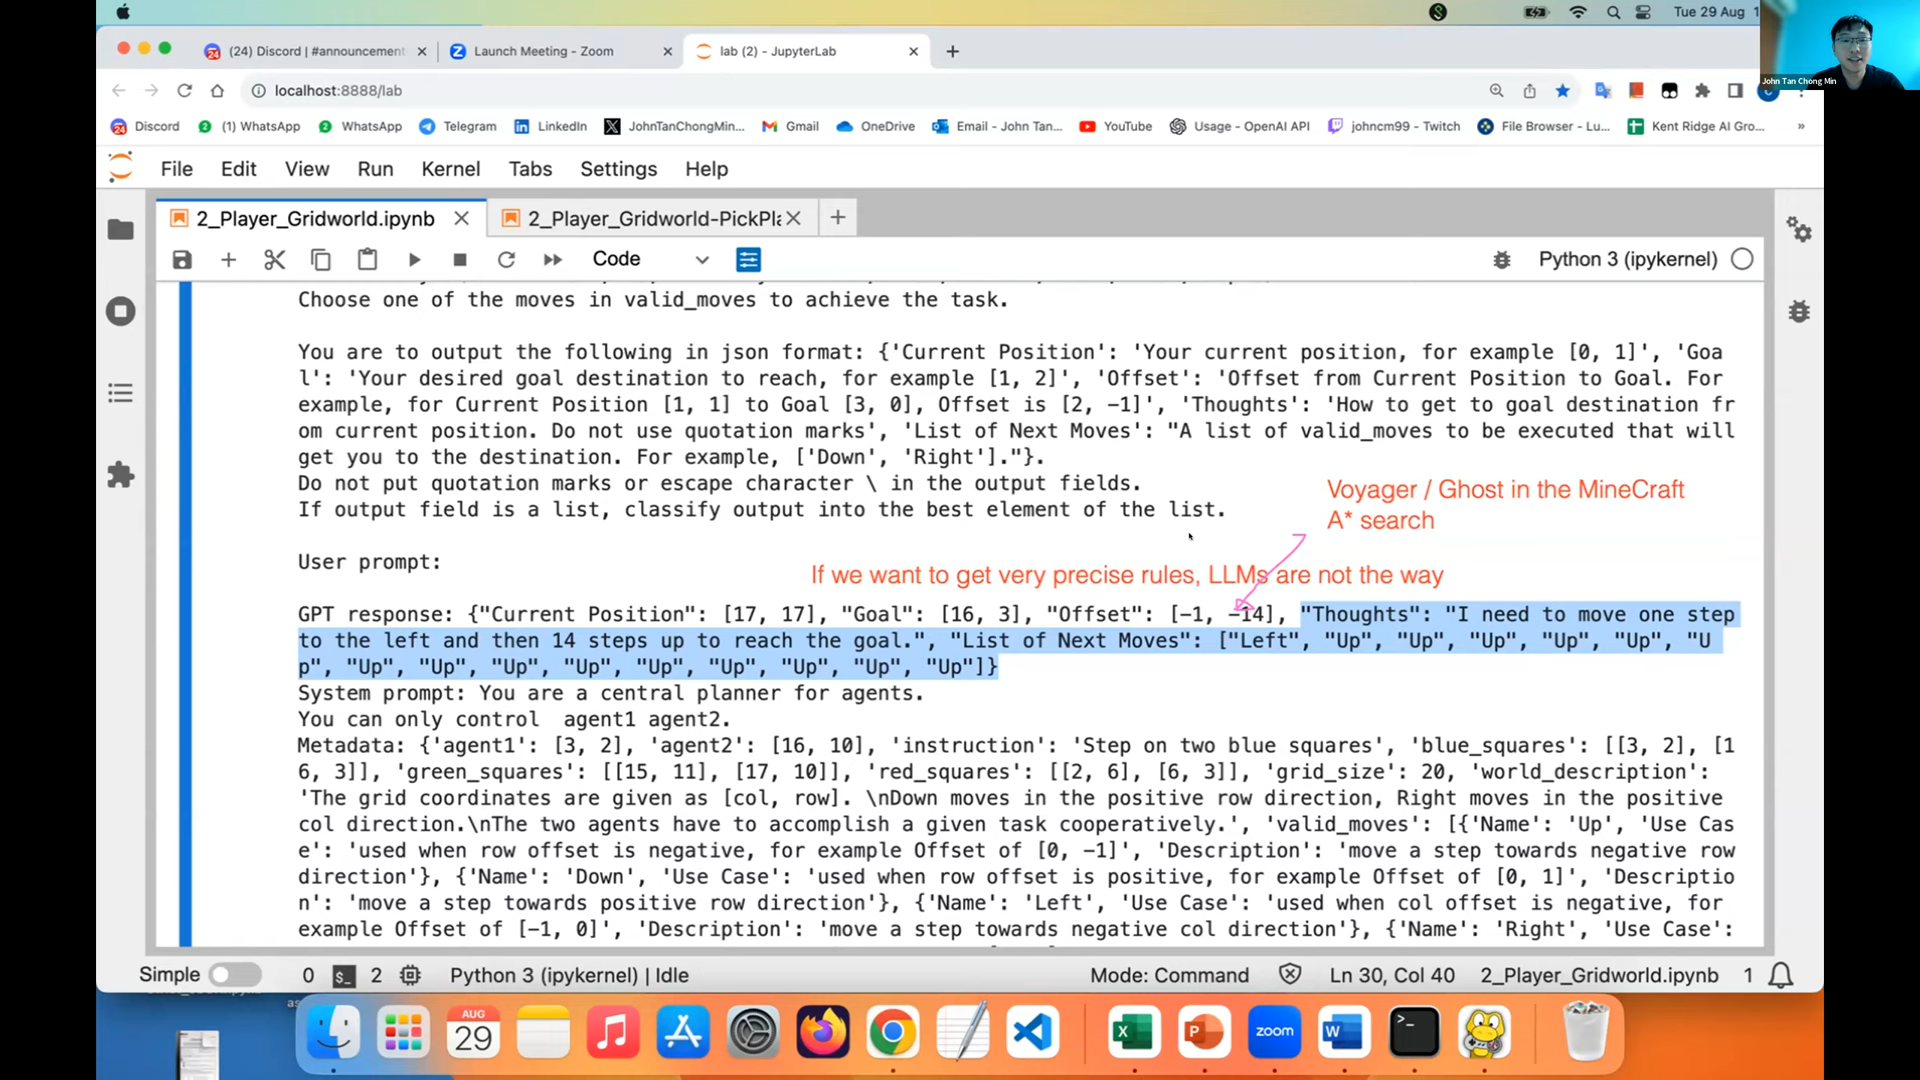 Tue 29 Aug 1
John Tan Chong Min
(24) Discord | #announcement
Launch Meeting - Zoom
lab (2) - JupyterLab
localhost:8888/lab
Discord
(1) WhatsApp
WhatsApp
Telegram
LinkedIn
JohnTanChongMin...
Gmail
OneDrive
Email - John Tan...
YouTube
Usage - OpenAI API
johncm99 - Twitch
File Browser - Lu...
Kent Ridge AI Gro...
»
File Edit View Run Kernel Tabs Settings Help
2_Player_Gridworld.ipynb
2_Player_Gridworld-PickPla
Code
Python 3 (ipykernel)
Choose one of the moves in valid_moves to achieve the task.
You are to output the following in json format: {'Current Position': 'Your current position, for example [0, 1]', 'Goa
l': 'Your desired goal destination to reach, for example [1, 2]', 'Offset': 'Offset from Current Position to Goal. For
example, for Current Position [1, 1] to Goal [3, 0], Offset is [2, -1]', 'Thoughts': 'How to get to goal destination fr
om current position. Do not use quotation marks', 'List of Next Moves': "A list of valid_moves to be executed that will
get you to the destination. For example, ['Down', 'Right']."}.
Do not put quotation marks or escape character \ in the output fields.
If output field is a list, classify output into the best element of the list.
Voyager / Ghost in the MineCraft
A* search
User prompt:
If we want to get very precise rules, LLMs are not the way
GPT response: {"Current Position": [17, 17], "Goal": [16, 3], "Offset": [-1, -14], "Thoughts": "I need to move one step
to the left and then 14 steps up to reach the goal.", "List of Next Moves": ["Left", "Up", "Up", "Up", "Up", "Up", "U
p", "Up", "Up", "Up", "Up", "Up", "Up", "Up", "Up", "Up"]}
System prompt: You are a central planner for agents.
You can only control  agent1 agent2.
Metadata: {'agent1': [3, 2], 'agent2': [16, 10], 'instruction': 'Step on two blue squares', 'blue_squares': [[3, 2], [1
6, 3]], 'green_squares': [[15, 11], [17, 10]], 'red_squares': [[2, 6], [6, 3]], 'grid_size': 20, 'world_description':
'The grid coordinates are given as [col, row]. \nDown moves in the positive row direction, Right moves in the positive
col direction.\nThe two agents have to accomplish a given task cooperatively.', 'valid_moves': [{'Name': 'Up', 'Use Cas
e': 'used when row offset is negative, for example Offset of [0, -1]', 'Description': 'move a step towards negative row
direction'}, {'Name': 'Down', 'Use Case': 'used when row offset is positive, for example Offset of [0, 1]', 'Descriptio
n': 'move a step towards positive row direction'}, {'Name': 'Left', 'Use Case': 'used when col offset is negative, for
example Offset of [-1, 0]', 'Description': 'move a step towards negative col direction'}, {'Name': 'Right', 'Use Case':
Simple
0
2
Python 3 (ipykernel) | Idle
Mode: Command
Ln 30, Col 40
2_Player_Gridworld.ipynb
1
AUG
29
zoom